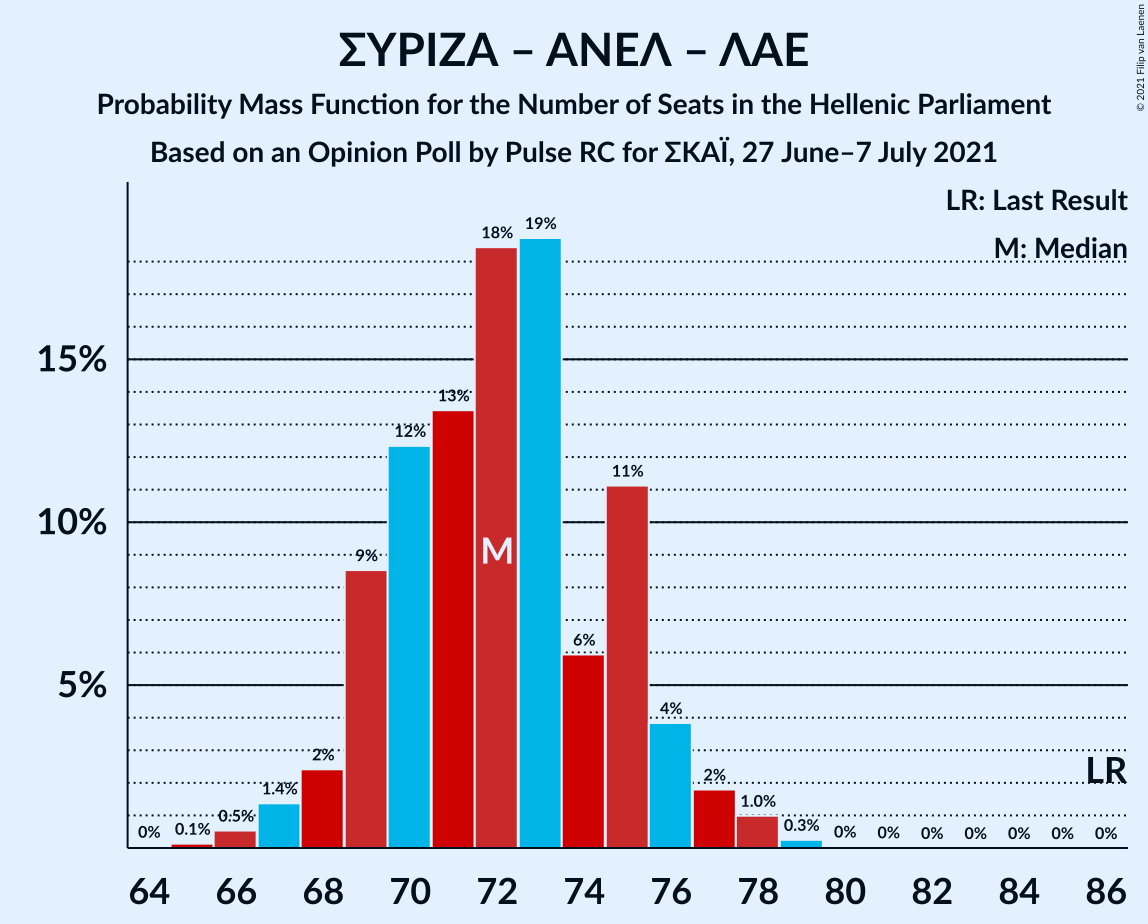 ΣΥΡΙΖΑ – ΑΝΕΛ – ΛΑΕ
Probability Mass Function for the Number of Seats in the Hellenic Parliament
Based on an Opinion Poll by Pulse RC for ΣΚΑΪ, 27 June–7 July 2021
© 2021 Filip van Laenen
LR: Last Result
M: Median
15%
10%
5%
0%
0.1%
0.5%
1.4%
2%
9%
12%
13%
18%
19%
6%
11%
4%
2%
1.0%
0.3%
0%
0%
0%
0%
0%
0%
0%
M
LR
64 66 68 70 72 74 76 78 80 82 84 86